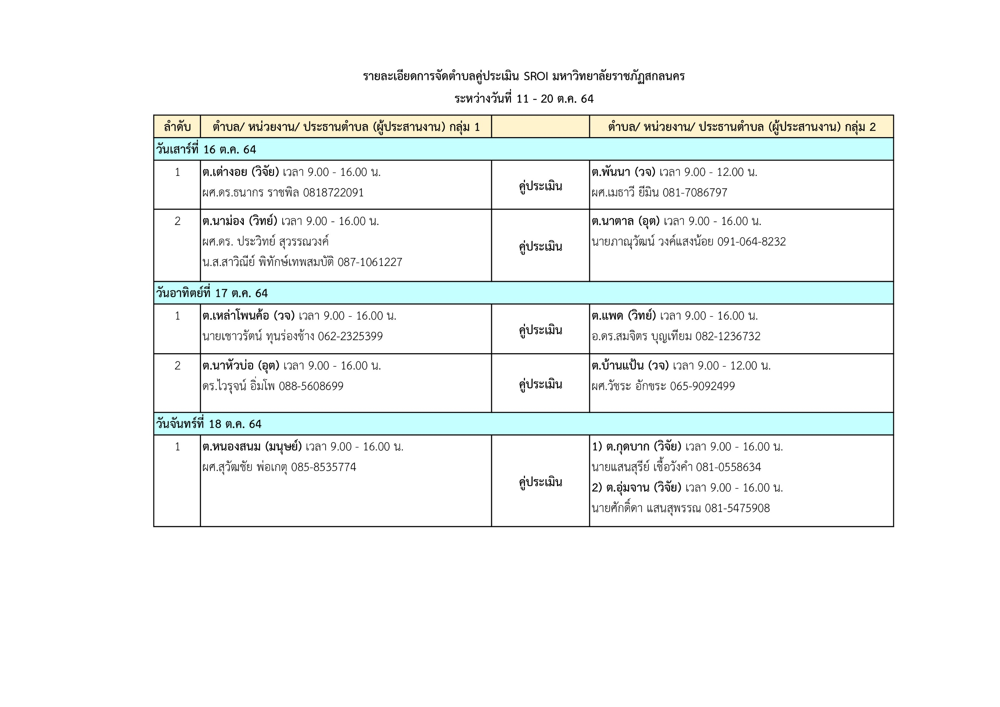 รายละเอียดการจัดตำบลคู่ประเมิน SROI มหาวิทยาลัยราชภัฏสกลนคร
ระหว่างวันที่ 11 - 20 ต.ค. 64
ลำดับ ตำบล/ หน่วยงาน/ ประธานตำบล (ผู้ประสานงาน) กลุ่ม 1 ตำบล/ หน่วยงาน/ ประธานตำบล (ผู้ประสานงาน) กลุ่ม 2
วันเสาร์ที่ 16 ต.ค. 64
1 ต.เต่างอย (วิจัย) เวลา 9.00 - 16.00 น.
ผศ.ดร.ธนากร ราชพิล 0818722091
คู่ประเมิน
ต.พันนา (วจ) เวลา 9.00 - 12.00 น.
ผศ.เมธาวี ยีมิน 081-7086797
2 ต.นาม่อง (วิทย์) เวลา 9.00 - 16.00 น.
ผศ.ดร. ประวิทย์ สุวรรณวงค์
น.ส.สาวิณีย์ พิทักษ์เทพสมบัติ 087-1061227
คู่ประเมิน
ต.นาตาล (อุต) เวลา 9.00 - 16.00 น.
นายภาณุวัฒน์ วงค์แสงน้อย 091-064-8232
วันอาทิตย์ที่ 17 ต.ค. 64
1 ต.เหล่าโพนค้อ (วจ) เวลา 9.00 - 16.00 น.
นายเชาวรัตน์ ทุนร่องช้าง 062-2325399
คู่ประเมิน
ต.แพด (วิทย์) เวลา 9.00 - 16.00 น.
อ.ดร.สมจิตร บุญเทียม 082-1236732
2 ต.นาหัวบ่อ (อุต) เวลา 9.00 - 16.00 น.
ดร.ไวรุจน์ อิ่มโพ 088-5608699
คู่ประเมิน
ต.บ้านแป้น (วจ) เวลา 9.00 - 12.00 น.
ผศ.วัชระ อักขระ 065-9092499
วันจันทร์ที่ 18 ต.ค. 64
1 ต.หนองสนม (มนุษย์) เวลา 9.00 - 16.00 น.
ผศ.สุวัฒชัย พ่อเกตุ 085-8535774
คู่ประเมิน
1) ต.กุดบาก (วิจัย) เวลา 9.00 - 16.00 น.
นายแสนสุรีย์ เชื้อวังคำ 081-0558634
2) ต.อุ่มจาน (วิจัย) เวลา 9.00 - 16.00 น.
นายศักดิ์ดา แสนสุพรรณ 081-5475908